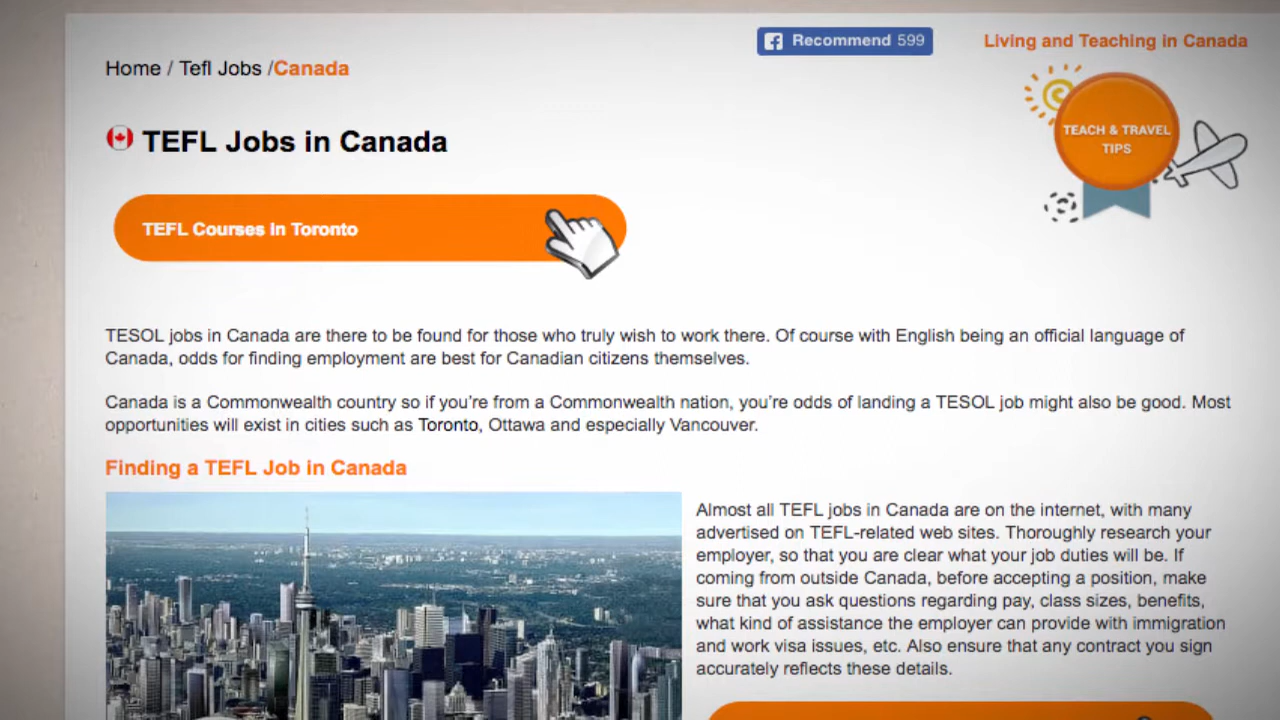 Recommend 599
Living and Teaching in Canada
Home / Tefl Jobs /Canada
TEACH & TRAVEL
TIPS
TEFL Jobs in Canada
TEFL Courses In Toronto
TESOL jobs in Canada are there to be found for those who truly wish to work there. Of course with English being an official language of
Canada, odds for finding employment are best for Canadian citizens themselves.
Canada is a Commonwealth country so if you're from a Commonwealth nation, you're odds of landing a TESOL job might also be good. Most
opportunities will exist in cities such as Toronto, Ottawa and especially Vancouver.
Finding a TEFL Job in Canada
Almost all TEFL jobs in Canada are on the internet, with many
advertised on TEFL-related web sites. Thoroughly research your
employer, so that you are clear what your job duties will be. If
coming from outside Canada, before accepting a position, make
sure that you ask questions regarding pay, class sizes, benefits,
what kind of assistance the employer can provide with immigration
and work visa issues, etc. Also ensure that any contract you sign
accurately reflects these details.